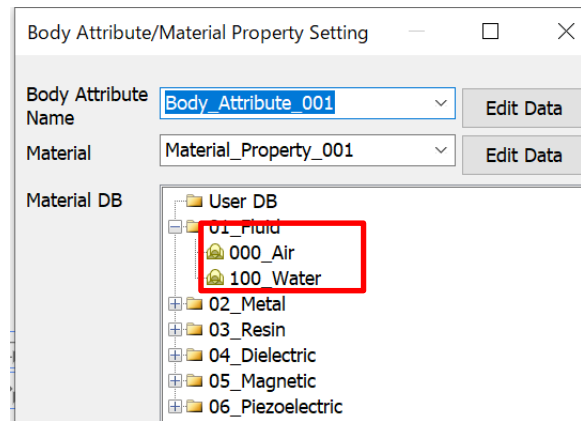 Body Attribute/Material Property Setting
Body Attribute Name
Body_Attribute_001
Edit Data
Material
Material_Property_001
Edit Data
Material DB
User DB
01_Fluid
000_Air
100_Water
02_Metal
03_Resin
04_Dielectric
05_Magnetic
06_Piezoelectric